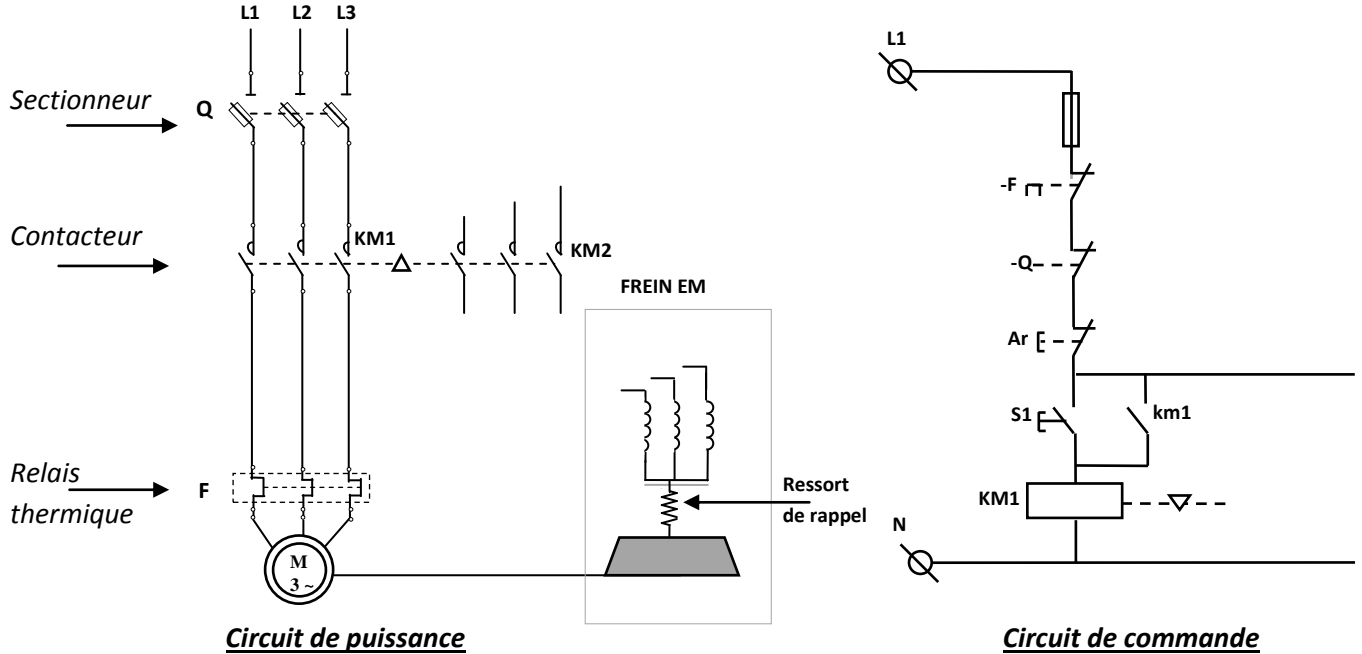 L1 L2 L3
L1
Sectionneur
Q
-F
Contacteur
KM1
KM2
-Q
FREIN EM
Ar
S1
km1
Relais
thermique
F
Ressort
de rappel
KM1
N
M
3 ~
Circuit de puissance
Circuit de commande